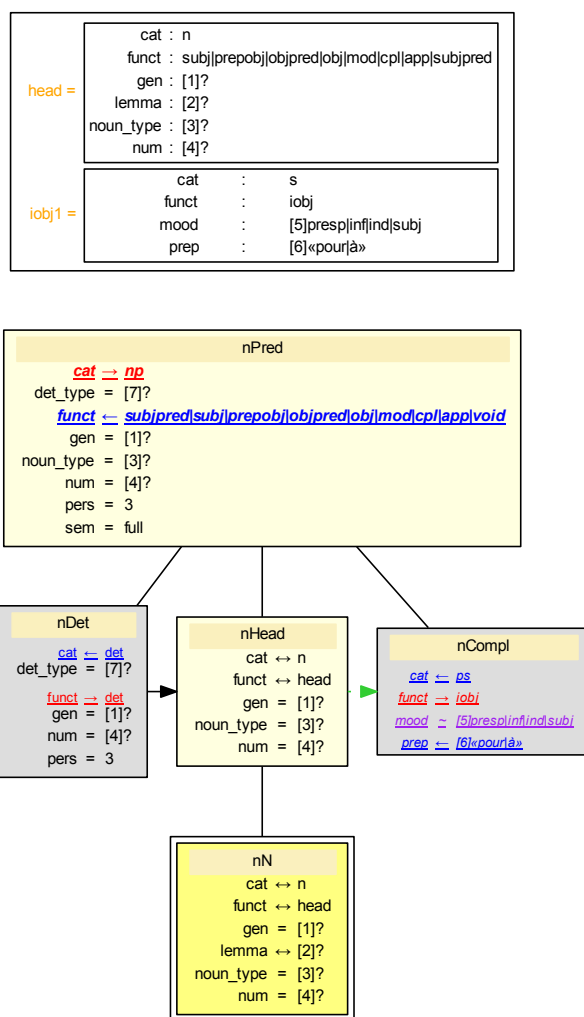 head =
cat : n
funct : subj|prepobj|objpred|obj|mod|cpl|app|subjpred
gen : [1]?
lemma : [2]?
noun_type : [3]?
num : [4]?
iobj1 =
cat : s
funct : iobj
mood : [5]presp|inf|ind|subj
prep : [6]«pour|à»
nPred
cat → np
det_type = [7]?
funct ← subjpred|subj|prepobj|objpred|obj|mod|cpl|app|void
gen = [1]?
noun_type = [3]?
num = [4]?
pers = 3
sem = full
nDet
cat ← det
det_type = [7]?
funct → det
gen = [1]?
num = [4]?
pers = 3
nHead
cat ↔ n
funct ↔ head
gen = [1]?
noun_type = [3]?
num = [4]?
nCompl
cat ← ps
funct → iobj
mood ~ [5]presp|inf|ind|subj
prep ← [6]«pour|à»
nN
cat ↔ n
funct ↔ head
gen = [1]?
lemma ↔ [2]?
noun_type = [3]?
num = [4]?